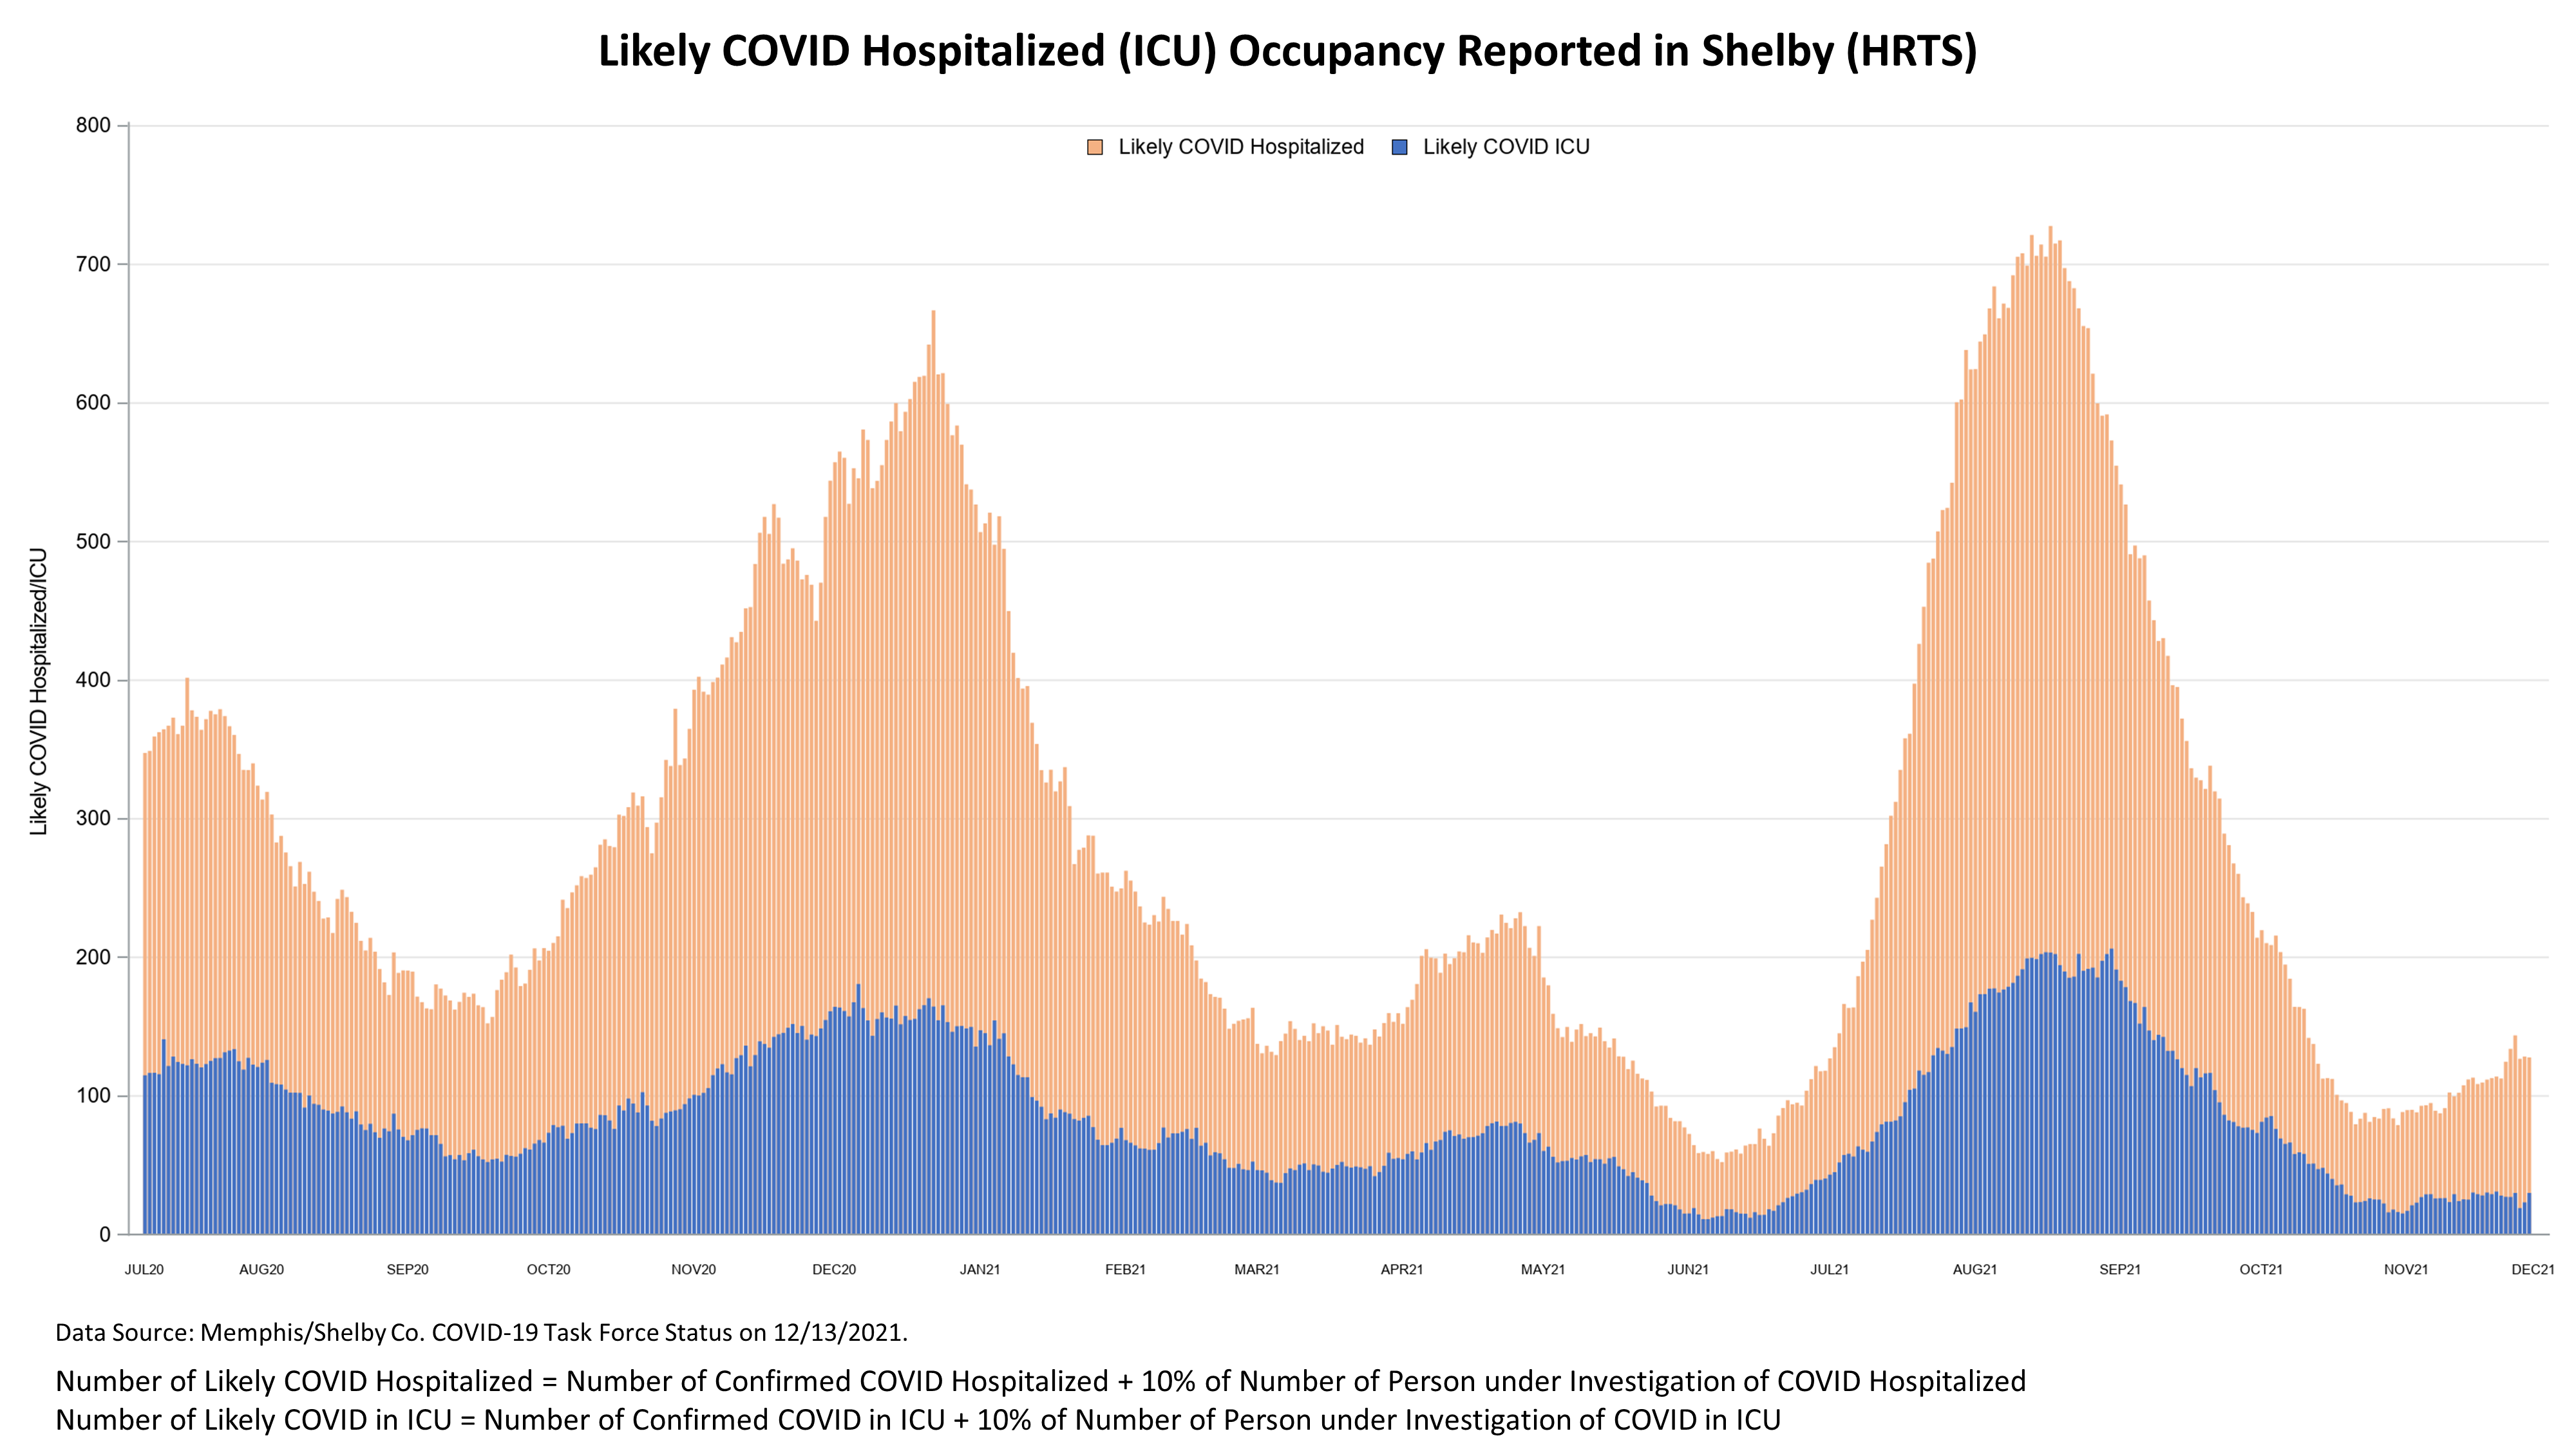 Likely COVID Hospitalized (ICU) Occupancy Reported in Shelby (HRTS)
Likely COVID Hospitalized Likely COVID ICU
Likely COVID Hospitalized/ICU
800
700
600
500
400
300
200
100
0
JUL20 AUG20 SEP20 OCT20 NOV20 DEC20 JAN21 FEB21 MAR21 APR21 MAY21 JUN21 JUL21 AUG21 SEP21 OCT21 NOV21 DEC21
Data Source: Memphis/Shelby Co. COVID-19 Task Force Status on 12/13/2021.
Number of Likely COVID Hospitalized = Number of Confirmed COVID Hospitalized + 10% of Number of Person under Investigation of COVID Hospitalized
Number of Likely COVID in ICU = Number of Confirmed COVID in ICU + 10% of Number of Person under Investigation of COVID in ICU